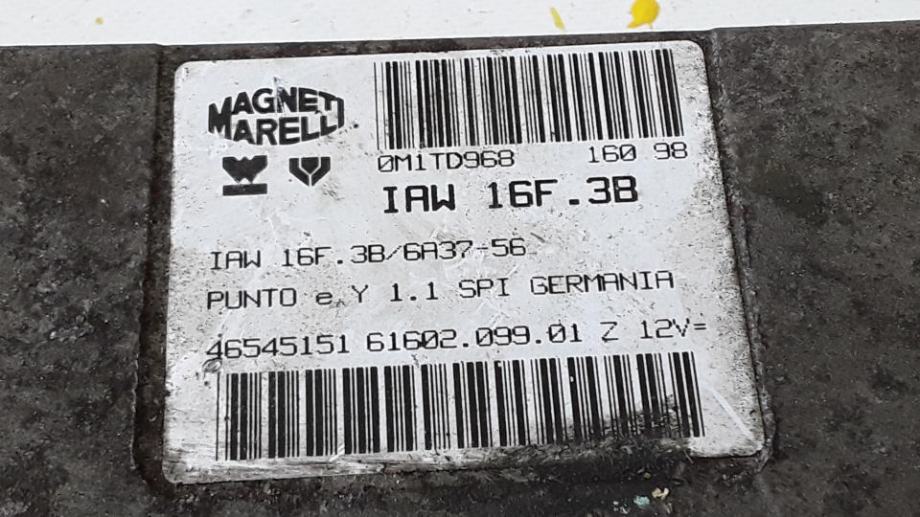 MAGNETI
MARELLI
0M1TD968 160 98
IAW 16F.3B
IAW 16F.3B/6A37-56
PUNTO e Y 1.1 SPI GERMANIA
46545151 61602.099.01 Z 12V=